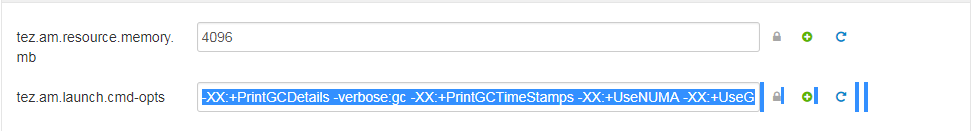 tez.am.resource.memory.
mb
4096
tez.am.launch.cmd-opts
-XX:+PrintGCDetails -verbose:gc -XX:+PrintGCTimeStamps -XX:+UseNUMA -XX:+UseG